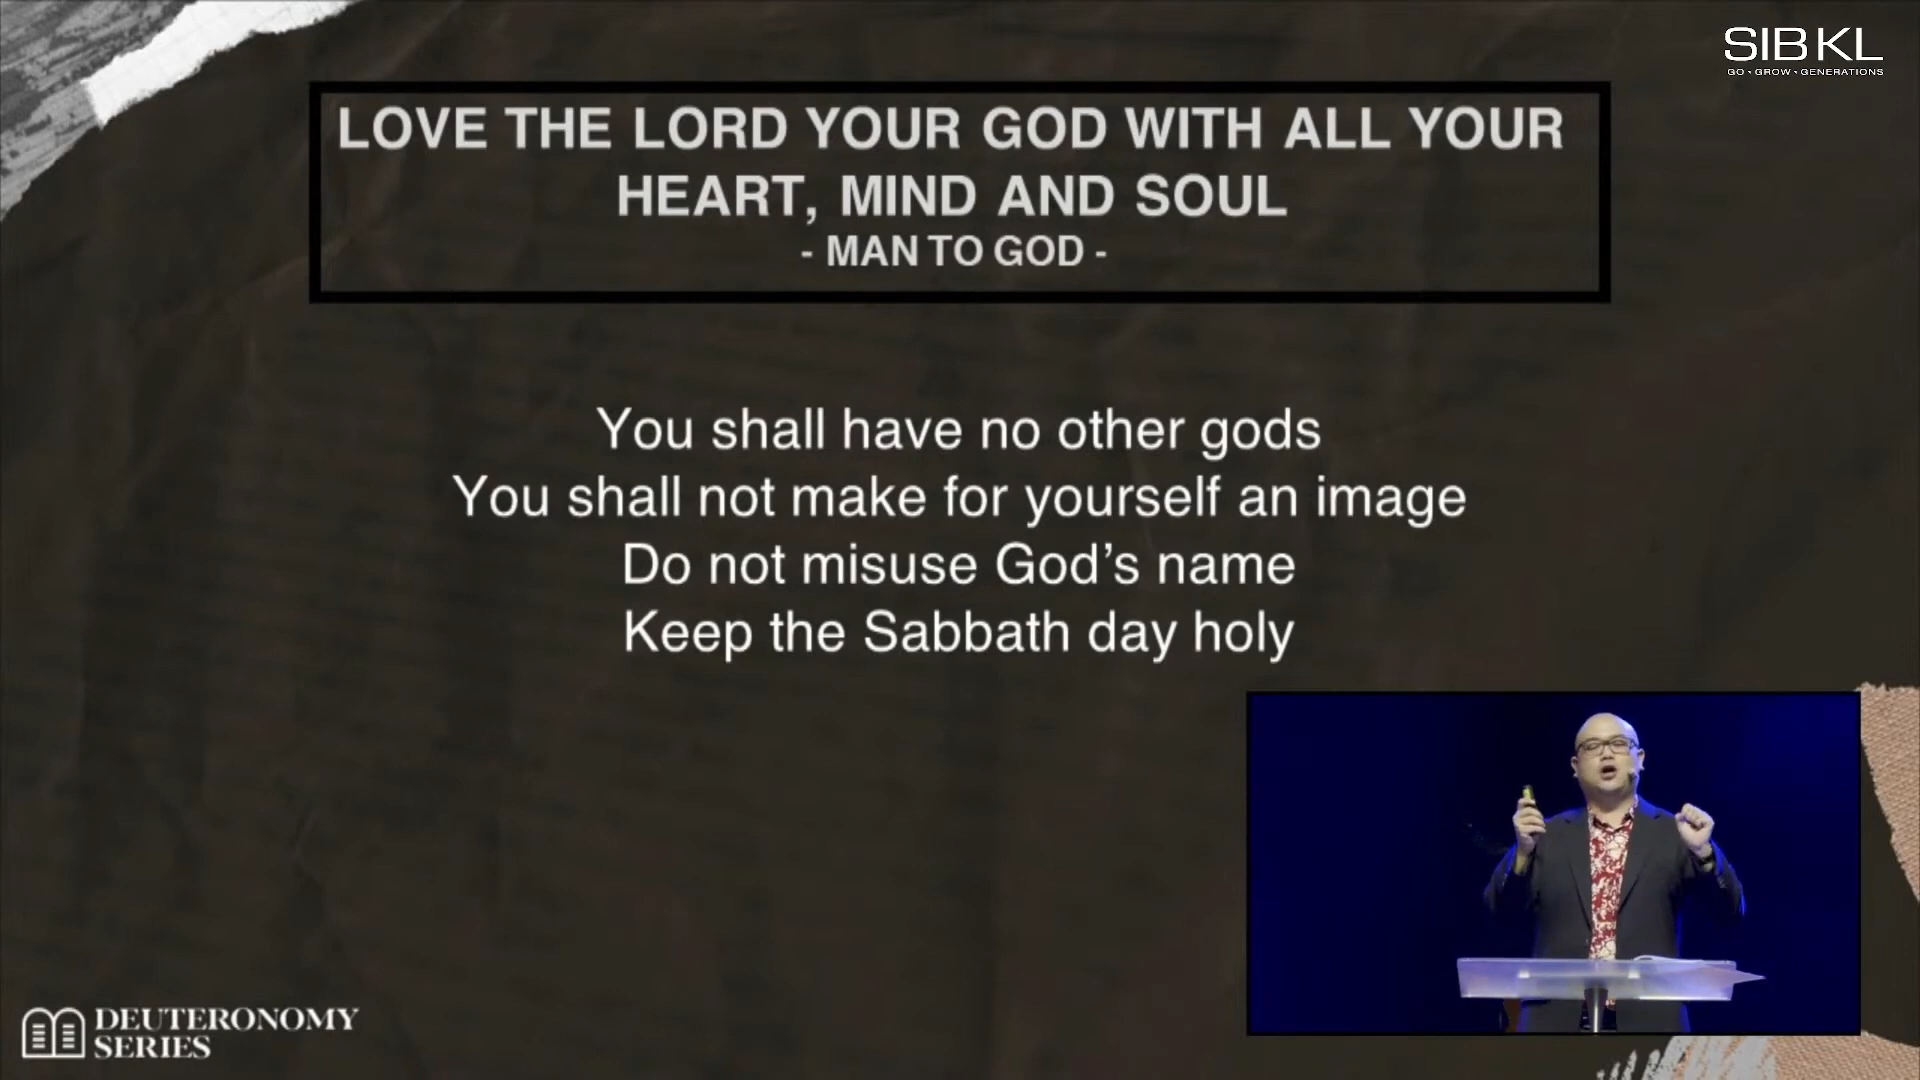 SIBKL
GO • GROW • GENERATIONS
LOVE THE LORD YOUR GOD WITH ALL YOUR
HEART, MIND AND SOUL
- MAN TO GOD -
You shall have no other gods
You shall not make for yourself an image
Do not misuse God’s name
Keep the Sabbath day holy
DEUTERONOMY
SERIES